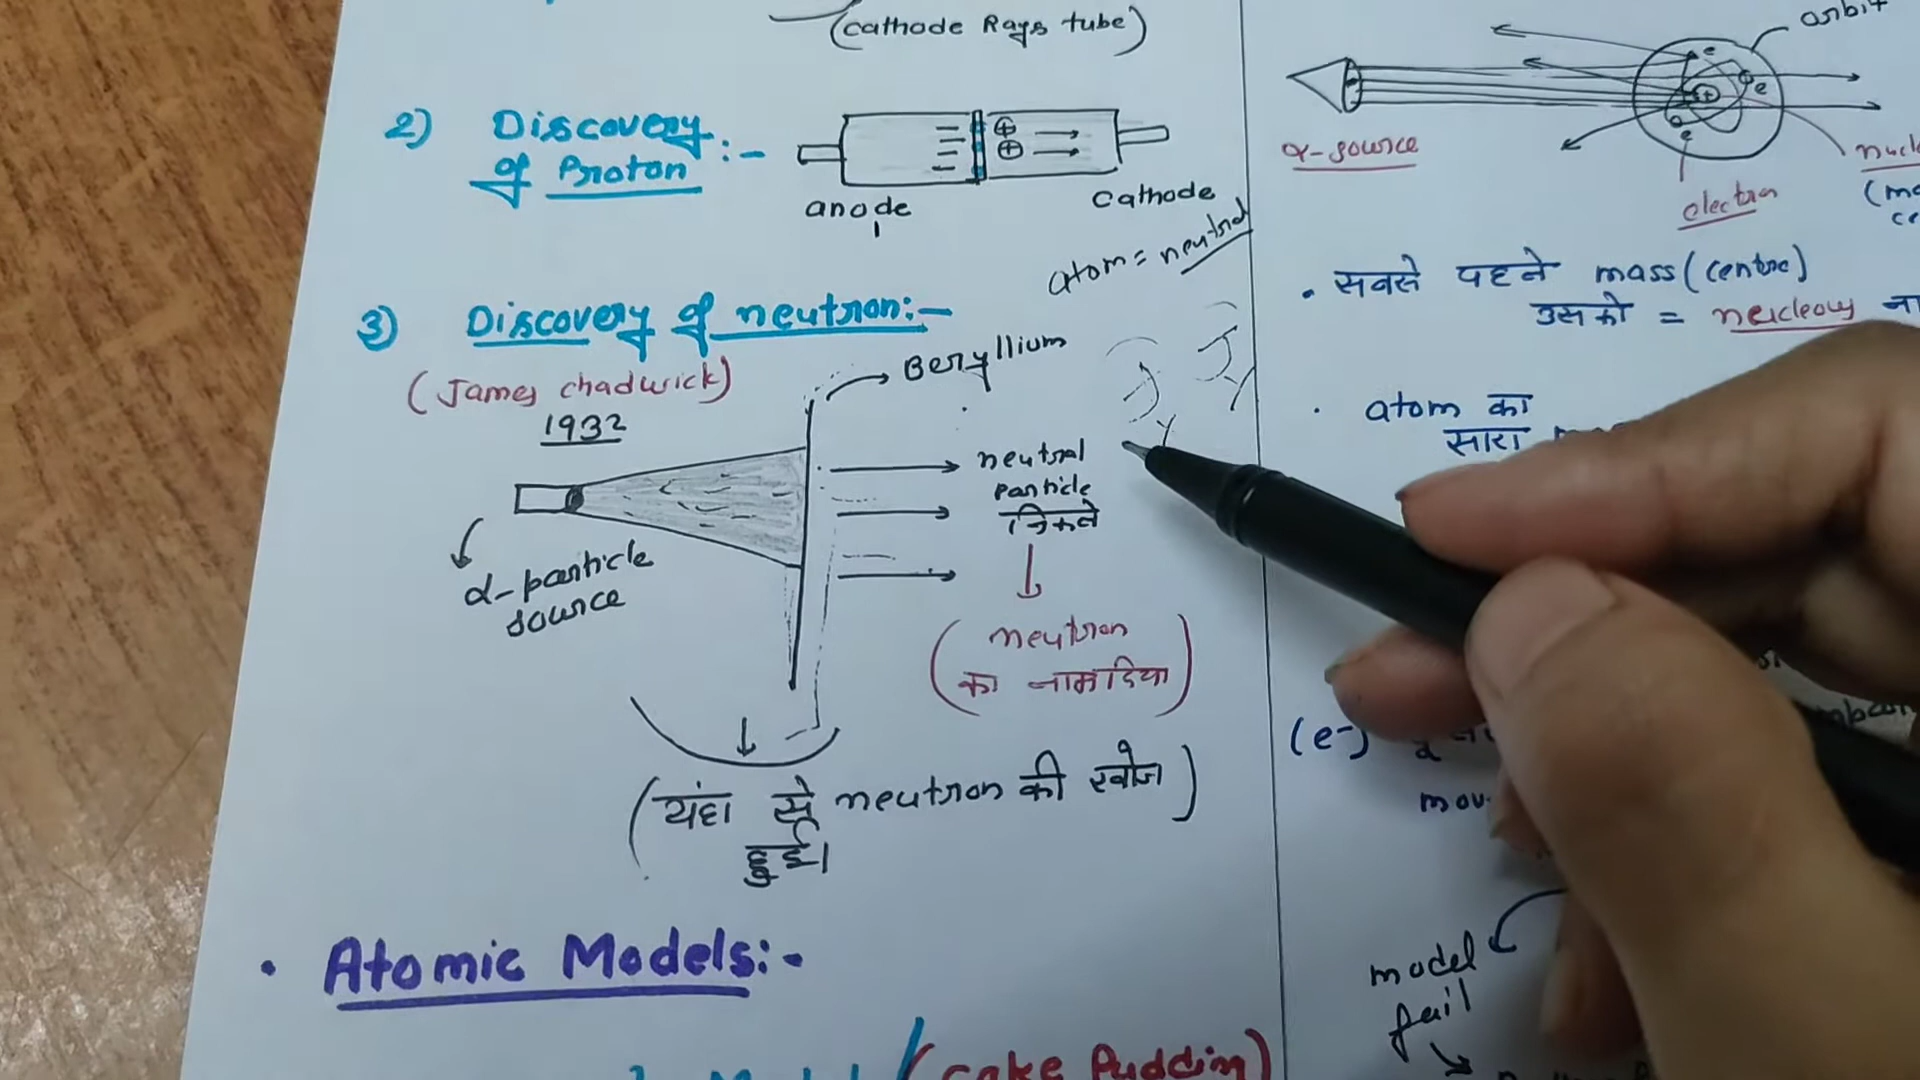 (cathode Rays tube)
2) Discovery
of Proton :-
anode
Cathode
atom = neutral
3) Discovery of neutron:-
(James chadwick)
1932
Beryllium
neutral
particle
निकले
α-particle
source
(neutron
का नाम दिया)
(यंहा से neutron की खोज
हुई।)
• Atomic Models:-
(cake Puddin)
orbit
α-source
e
e
e
electron
• सबसे पहले mass (centre)
उसको = neucleous
• atom का
सारा
(e-)
mov
model
fail